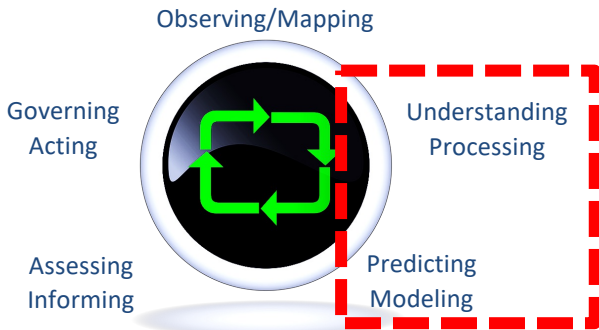 Observing/Mapping
Governing
Acting
Understanding
Processing
Assessing
Informing
Predicting
Modeling